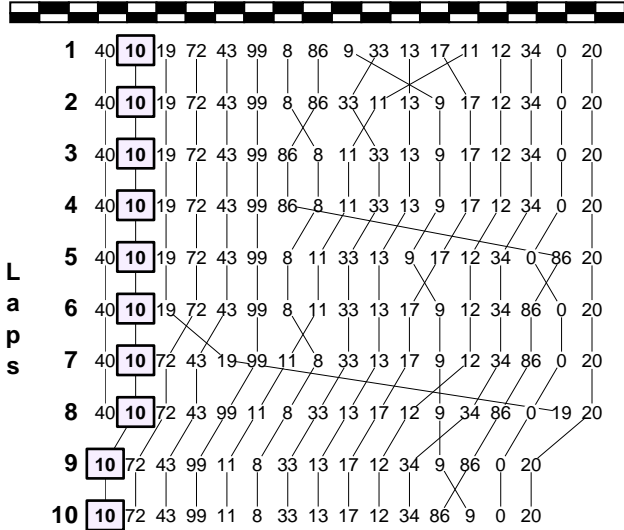 1 40 10 19 72 43 99 8 86 9 33 13 17 11 12 34 0 20
2 40 10 19 72 43 99 8 86 33 11 13 9 17 12 34 0 20
3 40 10 19 72 43 99 86 8 11 33 13 9 17 12 34 0 20
4 40 10 19 72 43 99 86 8 11 33 13 9 17 12 34 0 20
5 40 10 19 72 43 99 8 11 33 13 9 17 12 34 0 86 20
6 40 10 19 72 43 99 8 11 33 13 17 9 12 34 86 0 20
7 40 10 72 43 19 99 11 8 33 13 17 9 12 34 86 0 20
8 40 10 72 43 99 11 8 33 13 17 12 9 34 86 0 19 20
9 10 72 43 99 11 8 33 13 17 12 34 9 86 0 20
10 10 72 43 99 11 8 33 13 17 12 34 86 9 0 20
Laps